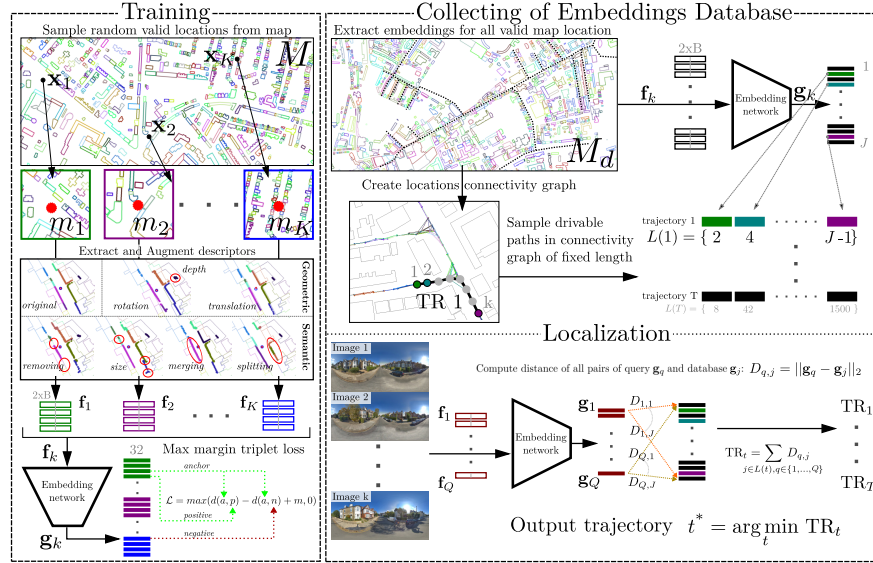 Training
Sample random valid locations from map
M
x1
x2
xK
m1
m2
mK
Extract and Augment descriptors
Geometric
depth
original
rotation
translation
Semantic
removing
size
merging
splitting
2xB
f1
f2
fK
fk
32
Max margin triplet loss
Embedding
network
anchor
ℒ = max(d(a, p) − d(a, n) + m, 0)
positive
negative
gk
Collecting of Embeddings Database
Extract embeddings for all valid map location
Md
fk
2xB
Embedding
network
gk
1
J
Create locations connectivity graph
1
2
TR 1
k
Sample drivable
paths in connectivity
graph of fixed length
trajectory 1
L(1) = { 2 4 J-1 }
trajectory T
L(T) = { 8 42 1500 }
Localization
Image 1
Image 2
Image k
Compute distance of all pairs of query gq and database gj: Dq,j = ||gq − gj||2
f1
fQ
Embedding
network
g1
gQ
D1,1
D1,J
DQ,1
DQ,J
TRt = ∑ Dq,j
j∈L(t),q∈{1,...,Q}
TR1
TRT
Output trajectory t* = arg min TRt
t